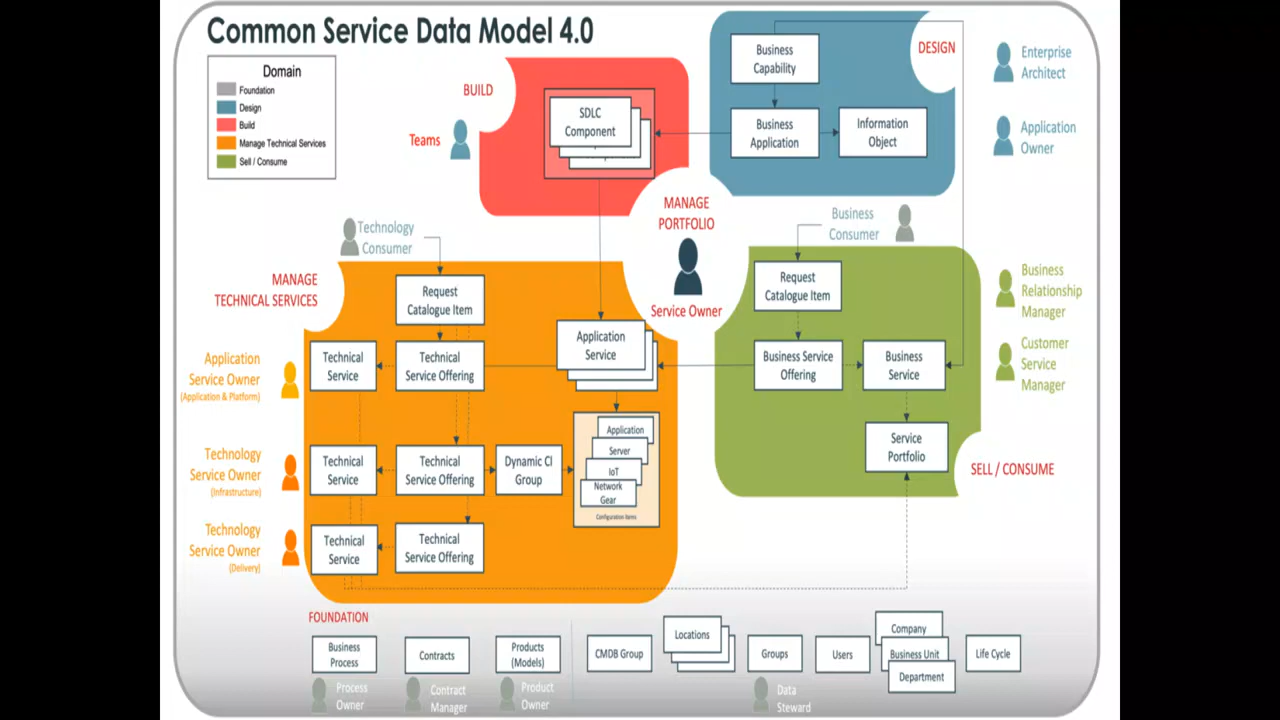 Common Service Data Model 4.0
Domain
Foundation
Design
Build
Manage Technical Services
Sell / Consume
BUILD
Teams
SDLC
Component
DESIGN
Business
Capability
Business
Application
Information
Object
Enterprise
Architect
Application
Owner
MANAGE
PORTFOLIO
Service Owner
Technology
Consumer
Business
Consumer
MANAGE
TECHNICAL SERVICES
Request
Catalogue Item
Application
Service Owner
(Application & Platform)
Technical
Service
Technical
Service Offering
Application
Service
Technology
Service Owner
(Infrastructure)
Technical
Service
Technical
Service Offering
Dynamic CI
Group
Application
Server
IoT
Network
Gear
Configuration Items
Technology
Service Owner
(Delivery)
Technical
Service
Technical
Service Offering
Request
Catalogue Item
Business Service
Offering
Business
Service
Service
Portfolio
Business
Relationship
Manager
Customer
Service
Manager
SELL / CONSUME
FOUNDATION
Business
Process
Contracts
Products
(Models)
CMDB Group
Locations
Groups
Users
Company
Business Unit
Department
Life Cycle
Process
Owner
Contract
Manager
Product
Owner
Data
Steward